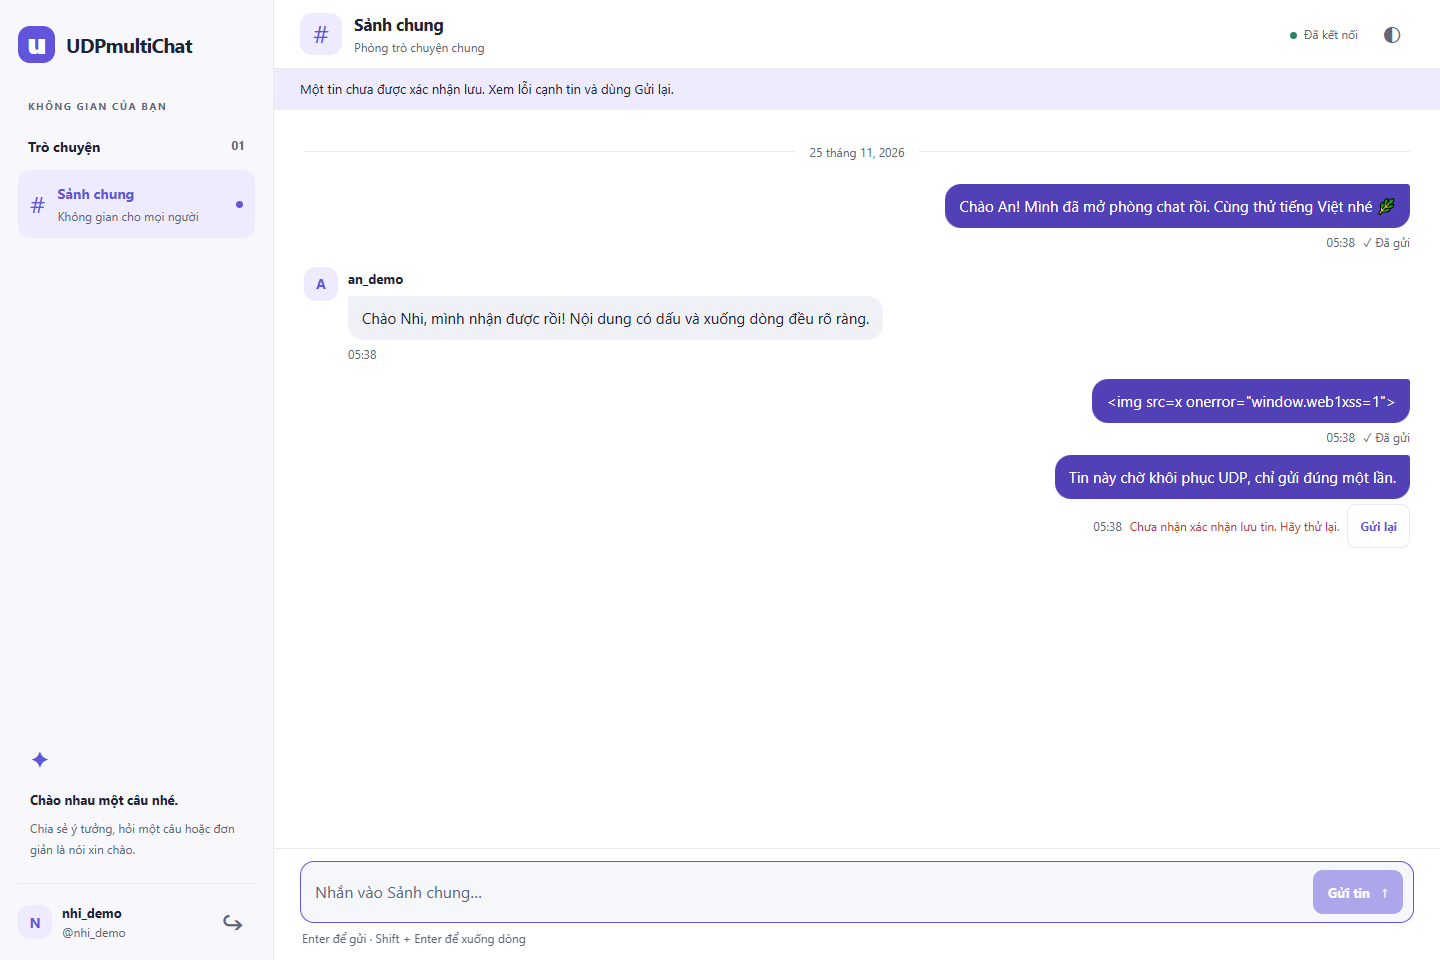 u UDPmultiChat
KHÔNG GIAN CỦA BẠN
Trò chuyện 01
# Sảnh chung
Không gian cho mọi người
✦
Chào nhau một câu nhé.
Chia sẻ ý tưởng, hỏi một câu hoặc đơn
giản là nói xin chào.
N nhi_demo
@nhi_demo
# Sảnh chung
Phòng trò chuyện chung
Đã kết nối
Một tin chưa được xác nhận lưu. Xem lỗi cạnh tin và dùng Gửi lại.
25 tháng 11, 2026
Chào An! Mình đã mở phòng chat rồi. Cùng thử tiếng Việt nhé 🌿
05:38 ✓ Đã gửi
A an_demo
Chào Nhi, mình nhận được rồi! Nội dung có dấu và xuống dòng đều rõ ràng.
05:38
<img src=x onerror="window.web1xss=1">
05:38 ✓ Đã gửi
Tin này chờ khôi phục UDP, chỉ gửi đúng một lần.
05:38 Chưa nhận xác nhận lưu tin. Hãy thử lại. Gửi lại
Nhắn vào Sảnh chung...
Gửi tin ↑
Enter để gửi · Shift + Enter để xuống dòng